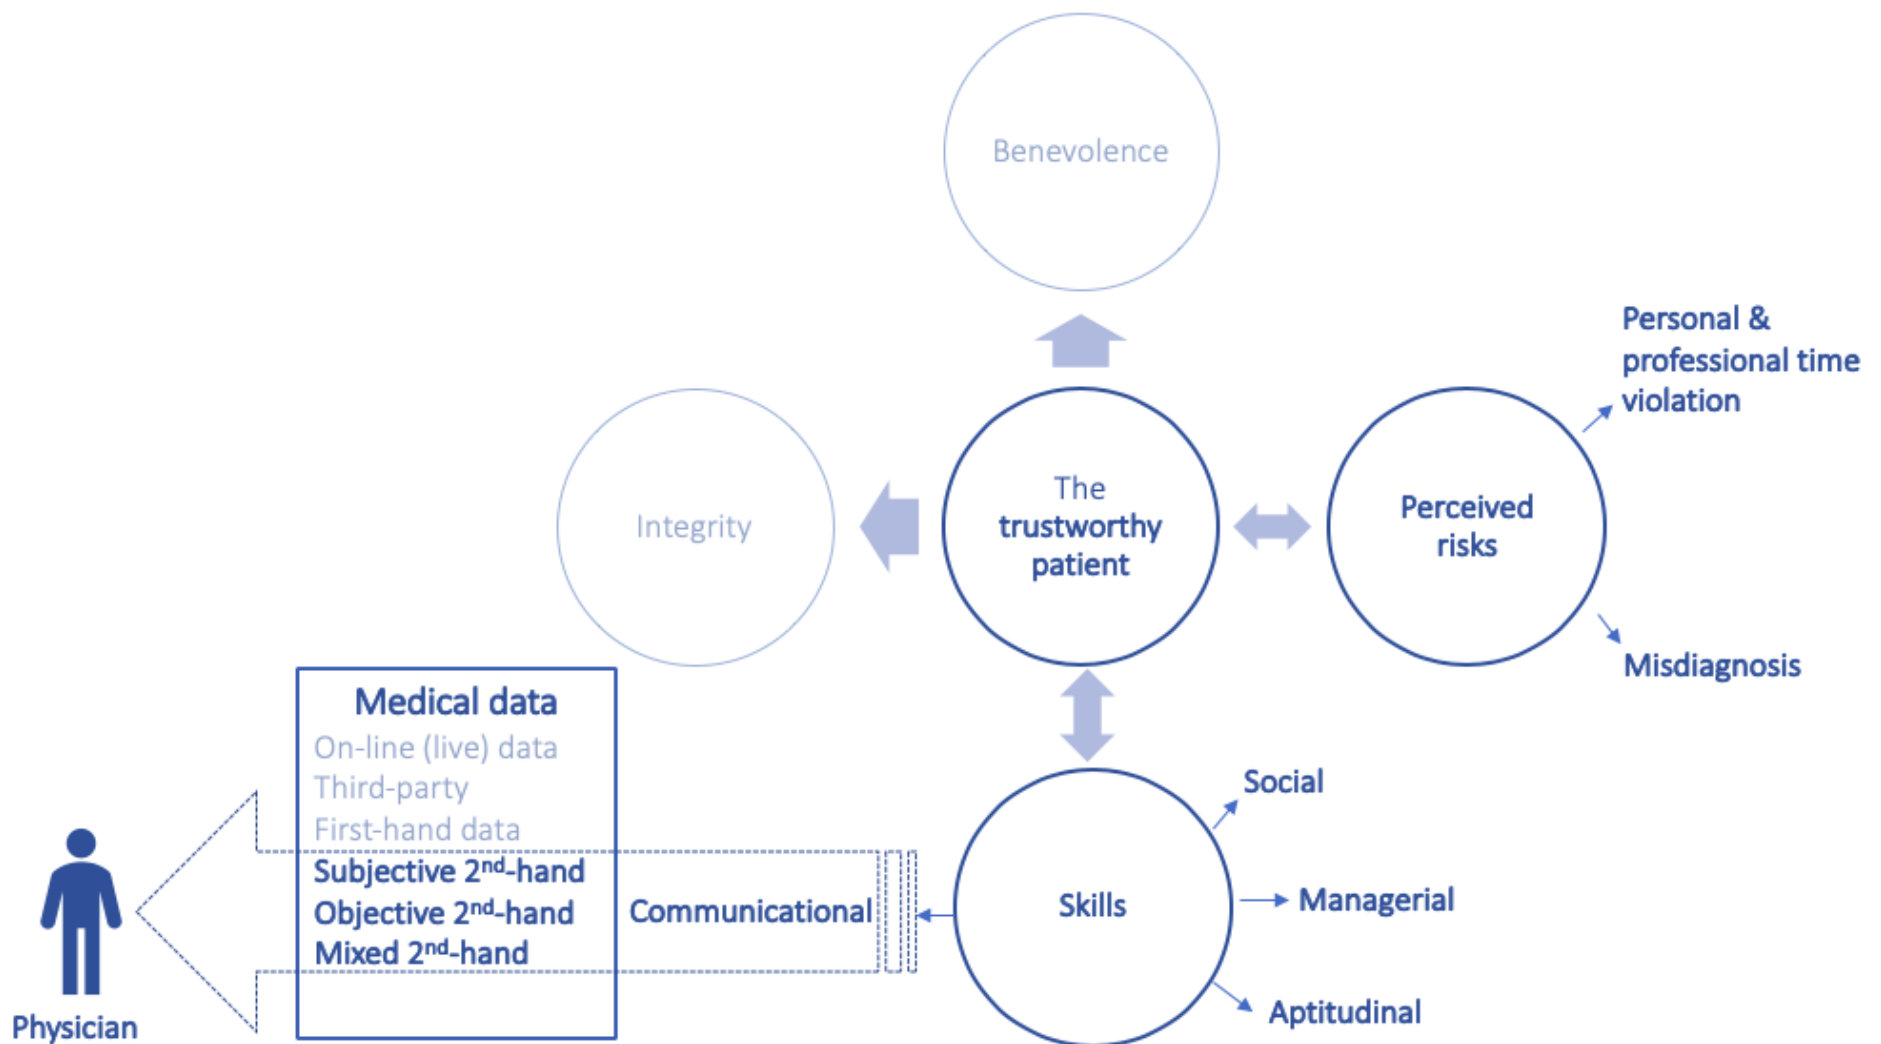 Benevolence
Personal &
professional time
violation
Integrity
The
trustworthy
patient
Perceived
risks
Misdiagnosis
Medical data
On-line (live) data
Third-party
First-hand data
Subjective 2nd-hand
Objective 2nd-hand
Mixed 2nd-hand
Communicational
Skills
Social
Managerial
Aptitudinal
Physician